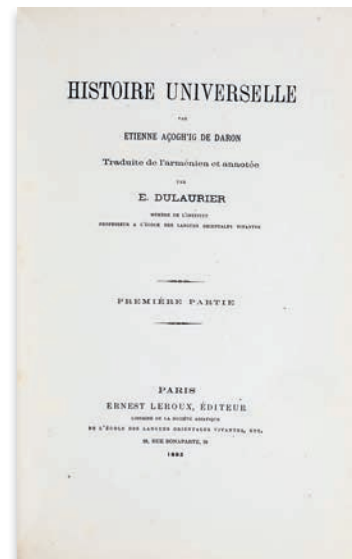 HISTOIRE UNIVERSELLE
PAR
ETIENNE AÇOGH'IG DE DARON
Traduite de l'arménien et annotée
PAR
E. DULAURIER
MEMBRE DE L'INSTITUT
PROFESSEUR A L'ÉCOLE DES LANGUES ORIENTALES VIVANTES
PREMIÈRE PARTIE
PARIS
ERNEST LEROUX, ÉDITEUR
LIBRAIRE DE LA SOCIÉTÉ ASIATIQUE
DE L'ÉCOLE DES LANGUES ORIENTALES VIVANTES, ETC.
28, RUE BONAPARTE, 28
1883